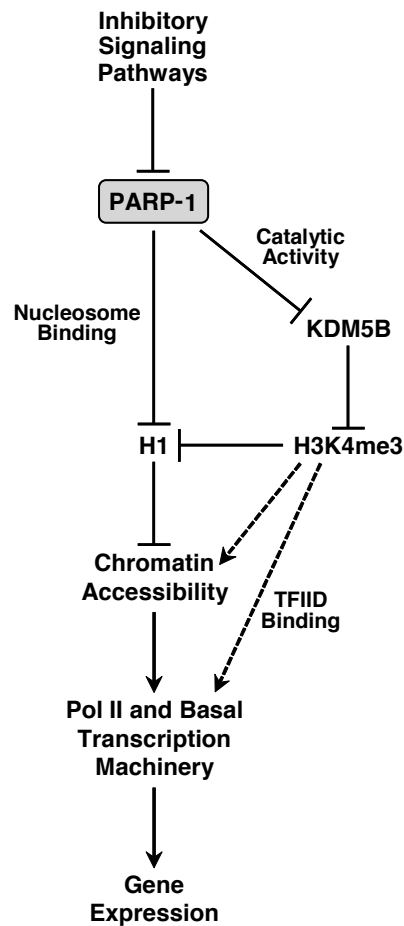 Inhibitory
Signaling
Pathways
PARP-1
Catalytic
Activity
Nucleosome
Binding
KDM5B
H1
H3K4me3
Chromatin
Accessibility
TFIID
Binding
Pol II and Basal
Transcription
Machinery
Gene
Expression